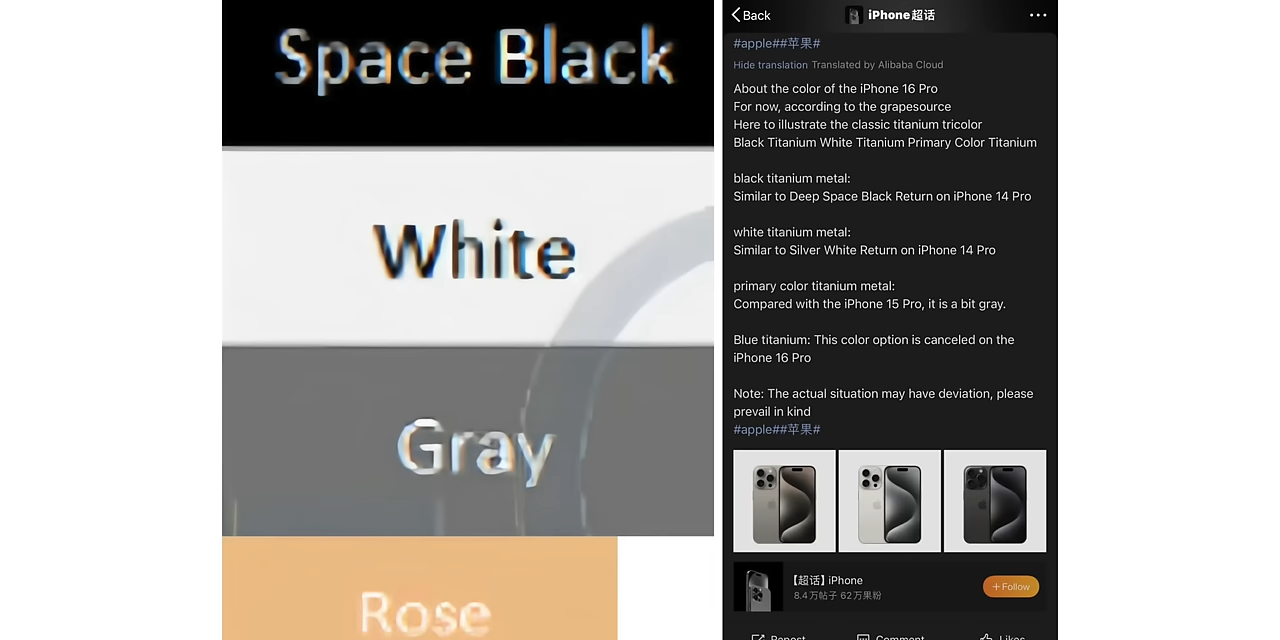 Space Black
White
Gray
Rose
Back
iPhone超话
#apple##苹果#
Hide translation Translated by Alibaba Cloud
About the color of the iPhone 16 Pro
For now, according to the grapesource
Here to illustrate the classic titanium tricolor
Black Titanium White Titanium Primary Color Titanium
black titanium metal:
Similar to Deep Space Black Return on iPhone 14 Pro
white titanium metal:
Similar to Silver White Return on iPhone 14 Pro
primary color titanium metal:
Compared with the iPhone 15 Pro, it is a bit gray.
Blue titanium: This color option is canceled on the
iPhone 16 Pro
Note: The actual situation may have deviation, please
prevail in kind
#apple##苹果#
【超话】iPhone
8.4万帖子 62万果粉
+Follow
Repost Comment Likes